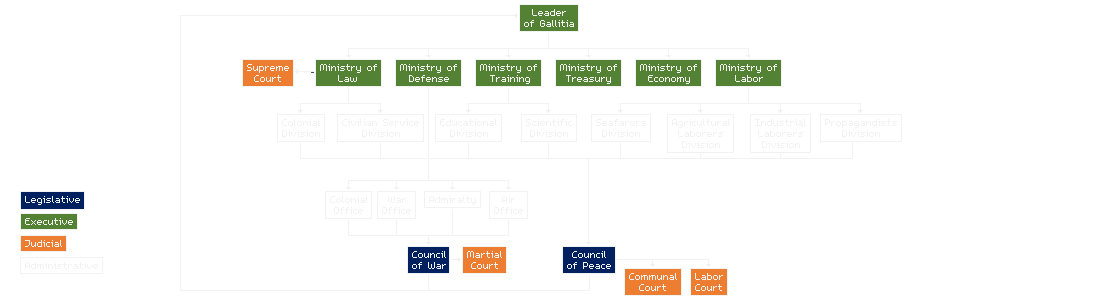 Leader
of Gallitia
Supreme
Court
Ministry of
Law
Ministry of
Defense
Ministry of
Training
Ministry of
Treasury
Ministry of
Economy
Ministry of
Labor
Colonial
Division
Civilian Service
Division
Educational
Division
Scientific
Division
Seafarers
Division
Agricultural
Laborers
Division
Industrial
Laborers
Division
Propagandists
Division
Legislative
Executive
Judicial
Administrative
Colonial
Office
War
Office
Admiralty
Air
Office
Council
of War
Martial
Court
Council
of Peace
Communal
Court
Labor
Court